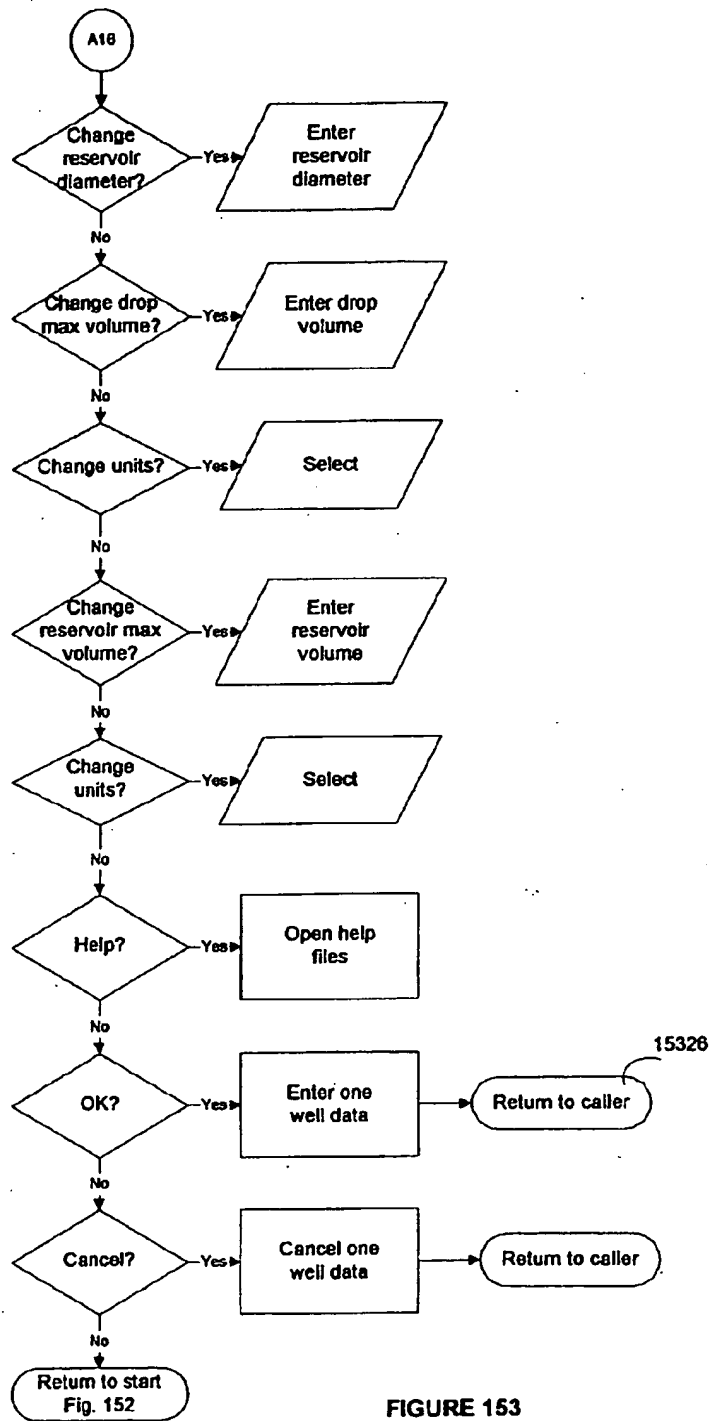 A16
Change
reservoir
diameter?
Yes
Enter
reservoir
diameter
No
Change drop
max volume?
Yes
Enter drop
volume
No
Change units?
Yes
Select
No
Change
reservoir max
volume?
Yes
Enter
reservoir
volume
No
Change
units?
Yes
Select
No
Help?
Yes
Open help
files
No
OK?
Yes
Enter one
well data
15326
Return to caller
No
Cancel?
Yes
Cancel one
well data
Return to caller
No
Return to start
Fig. 152
FIGURE 153